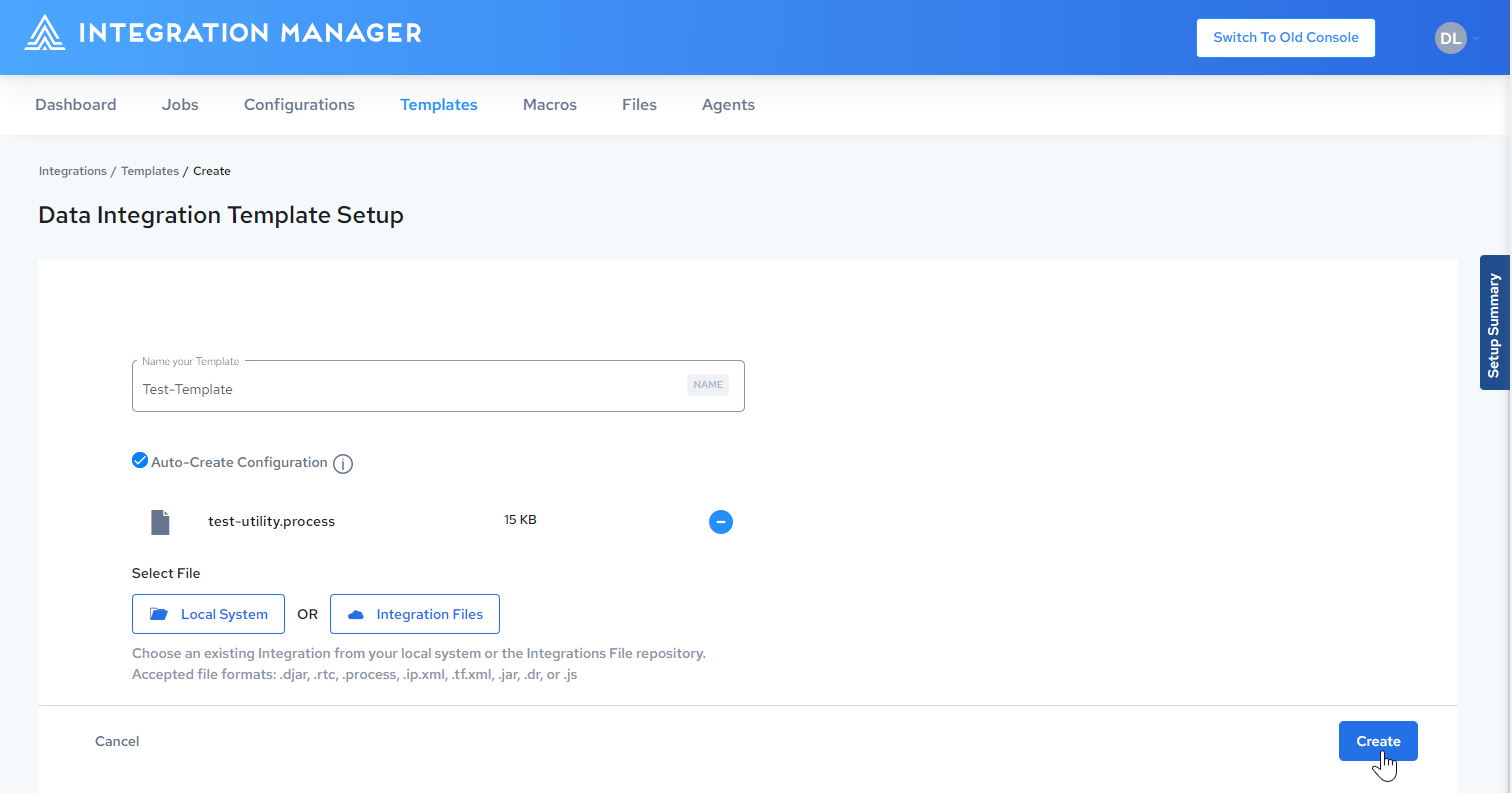 INTEGRATION MANAGER
Switch To Old Console
DL
Dashboard Jobs Configurations Templates Macros Files Agents
Integrations / Templates / Create
Data Integration Template Setup
Setup Summary
Name your Template
Test-Template
NAME
Auto-Create Configuration i
test-utility.process 15 KB
Select File
Local System OR Integration Files
Choose an existing Integration from your local system or the Integrations File repository.
Accepted file formats: .djar, .rtc, .process, .ip.xml, .tf.xml, .jar, .dr, or .js
Cancel Create